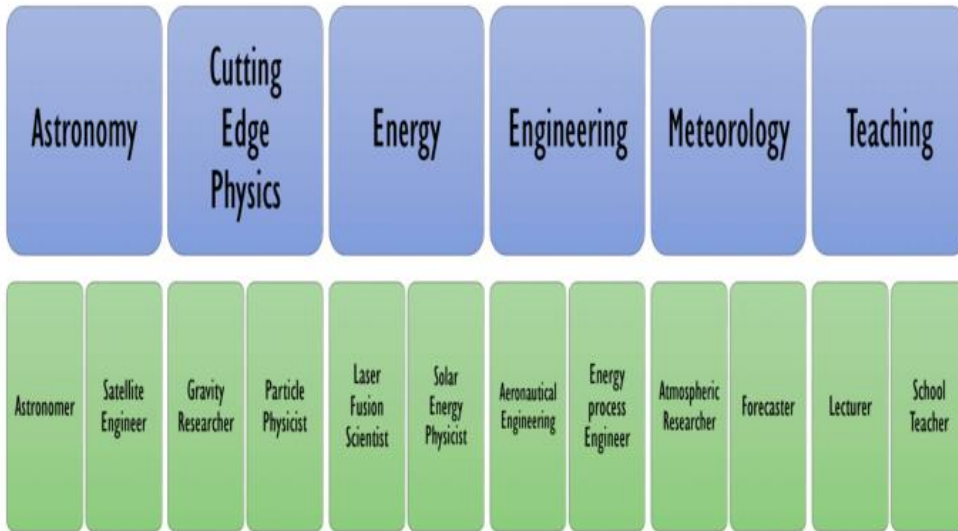 Astronomy
Cutting
Edge
Physics
Energy
Engineering
Meteorology
Teaching
Astronomer
Satellite
Engineer
Gravity
Researcher
Particle
Physicist
Laser
Fusion
Scientist
Solar
Energy
Physicist
Aeronautical
Engineering
Energy
process
Engineer
Atmospheric
Researcher
Forecaster
Lecturer
School
Teacher